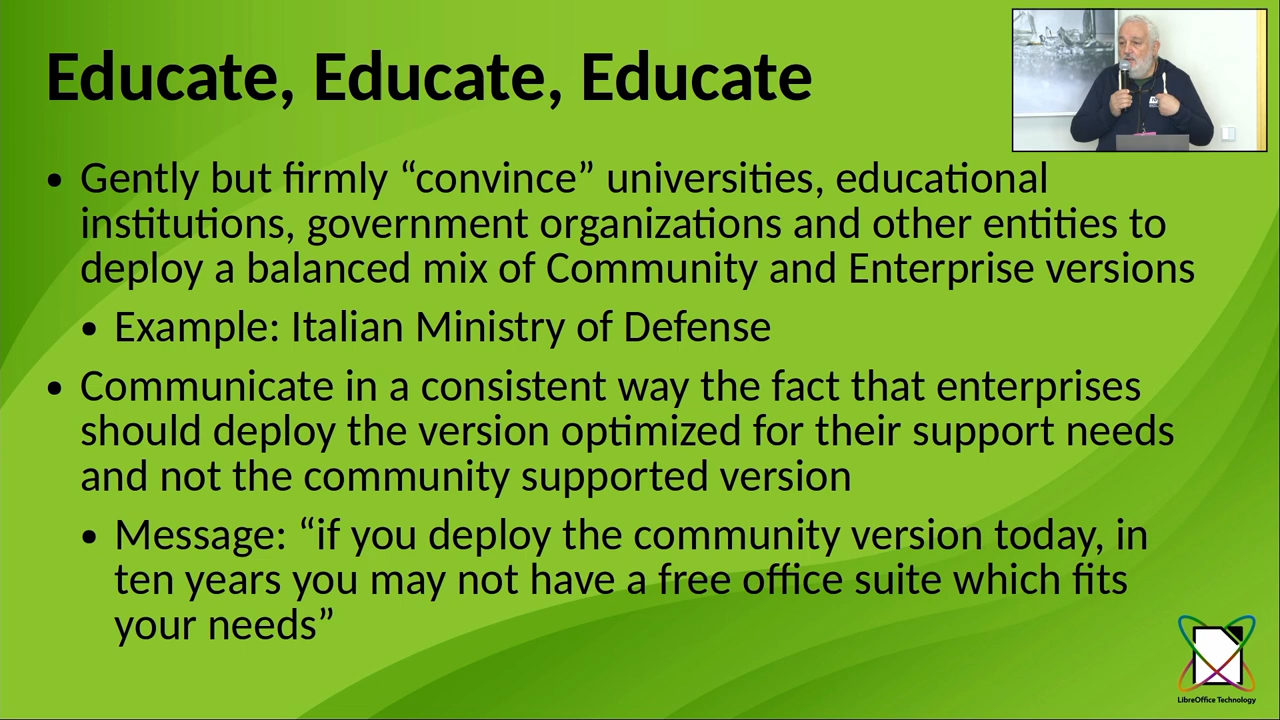 Educate, Educate, Educate
• Gently but firmly “convince” universities, educational
institutions, government organizations and other entities to
deploy a balanced mix of Community and Enterprise versions
• Example: Italian Ministry of Defense
• Communicate in a consistent way the fact that enterprises
should deploy the version optimized for their support needs
and not the community supported version
• Message: “if you deploy the community version today, in
ten years you may not have a free office suite which fits
your needs”
LibreOffice Technology